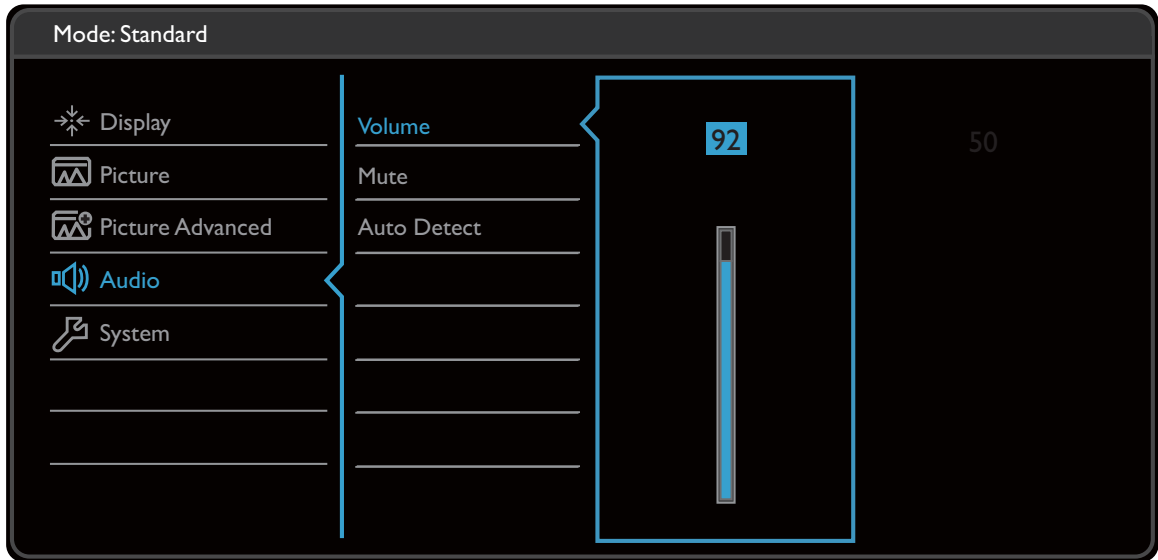 Mode: Standard
Display
Picture
Picture Advanced
Audio
System
Volume
Mute
Auto Detect
92
50